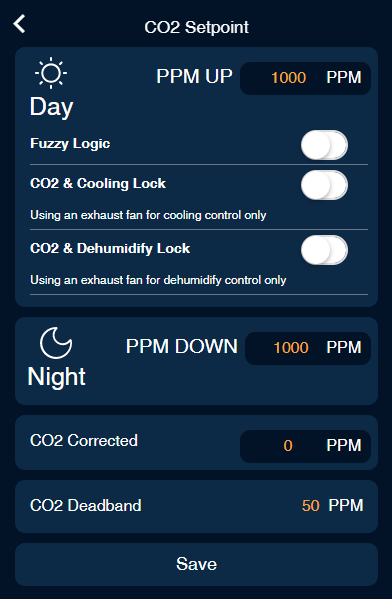 CO2 Setpoint
PPM UP 1000 PPM
Day
Fuzzy Logic
CO2 & Cooling Lock
Using an exhaust fan for cooling control only
CO2 & Dehumidify Lock
Using an exhaust fan for dehumidify control only
PPM DOWN 1000 PPM
Night
CO2 Corrected 0 PPM
CO2 Deadband 50 PPM
Save